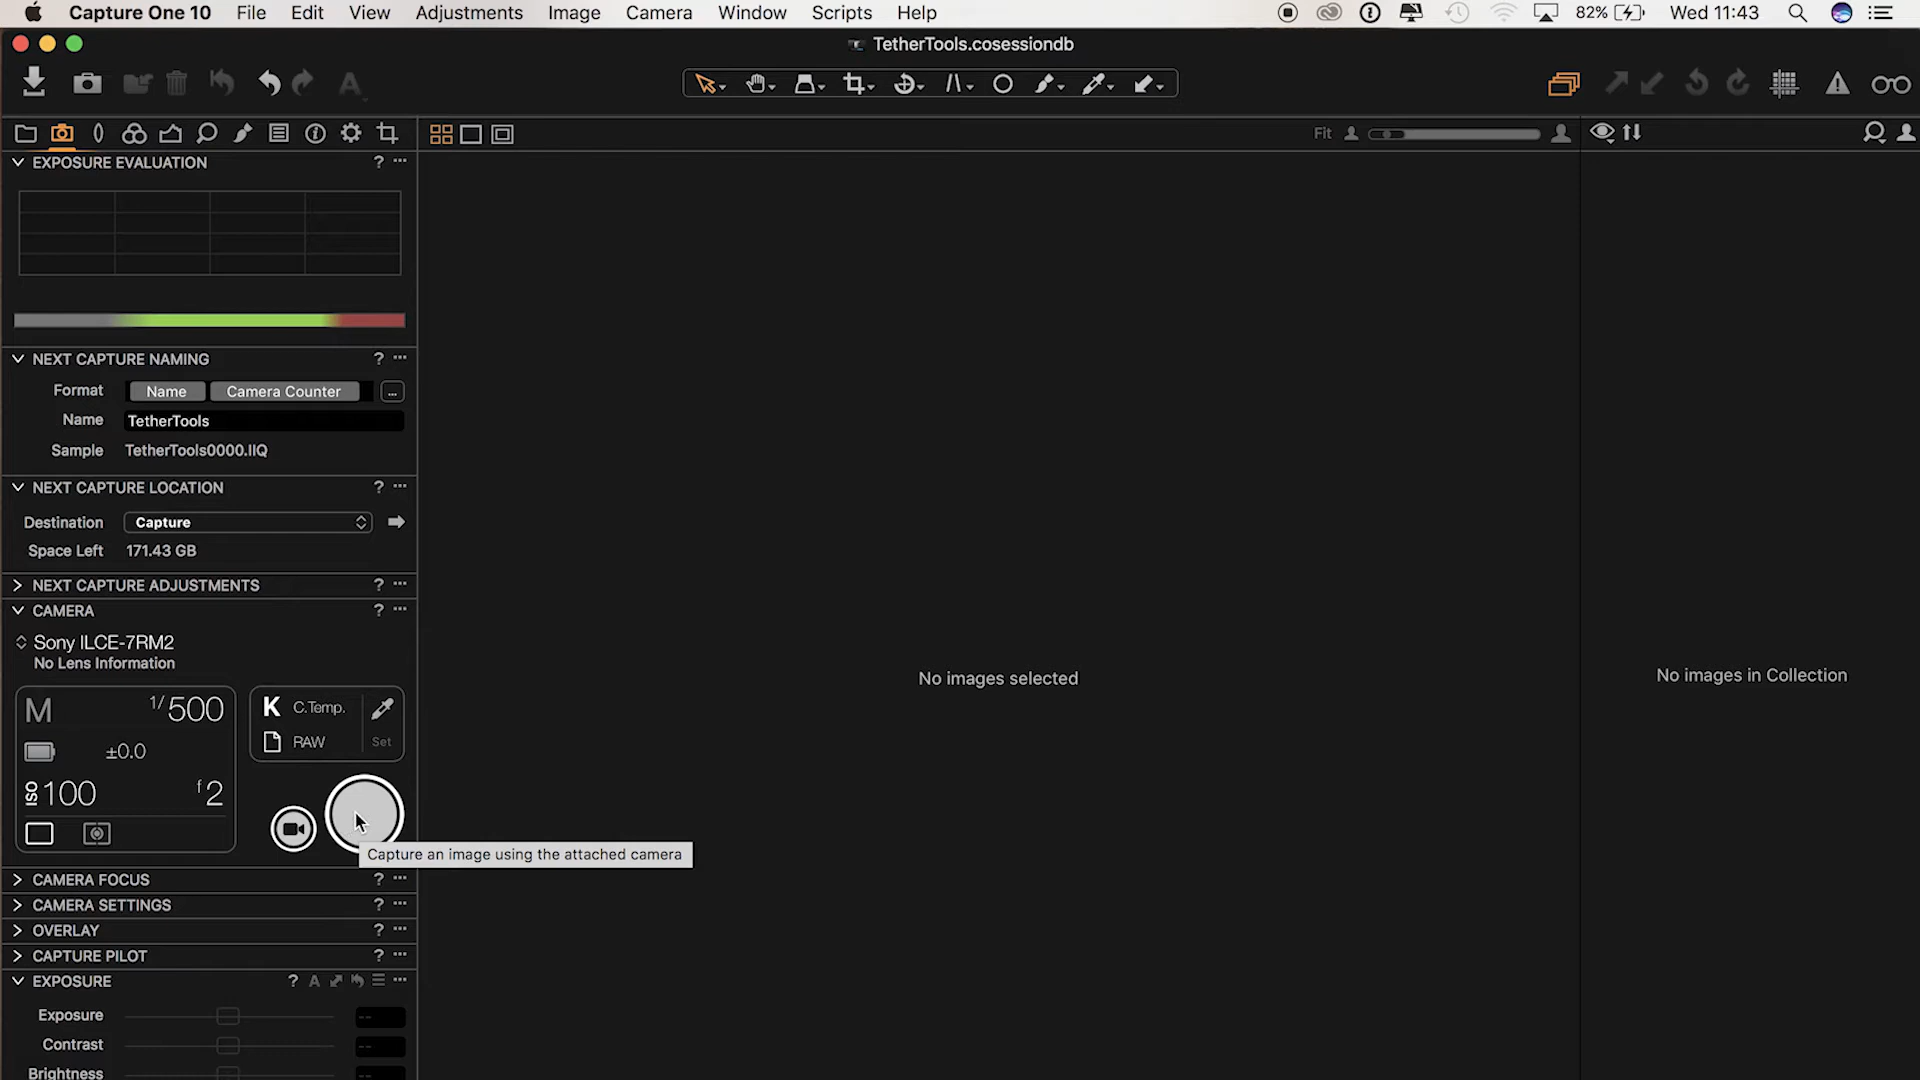 Capture One 10 File Edit View Adjustments Image Camera Window Scripts Help 82% Wed 11:43
TetherTools.cosessiondb
A
Fit
EXPOSURE EVALUATION ? ...
NEXT CAPTURE NAMING ? ...
Format Name Camera Counter ...
Name TetherTools
Sample TetherTools0000.IIQ
NEXT CAPTURE LOCATION ? ...
Destination Capture
Space Left 171.43 GB
NEXT CAPTURE ADJUSTMENTS ? ...
CAMERA ? ...
Sony ILCE-7RM2
No Lens Information
M 1/500
K C.Temp.
±0.0
RAW Set
ISO 100 f2
Capture an image using the attached camera
No images selected
No images in Collection
CAMERA FOCUS ? ...
CAMERA SETTINGS ? ...
OVERLAY ? ...
CAPTURE PILOT ? ...
EXPOSURE ? A ...
Exposure --
Contrast --
Brightness --